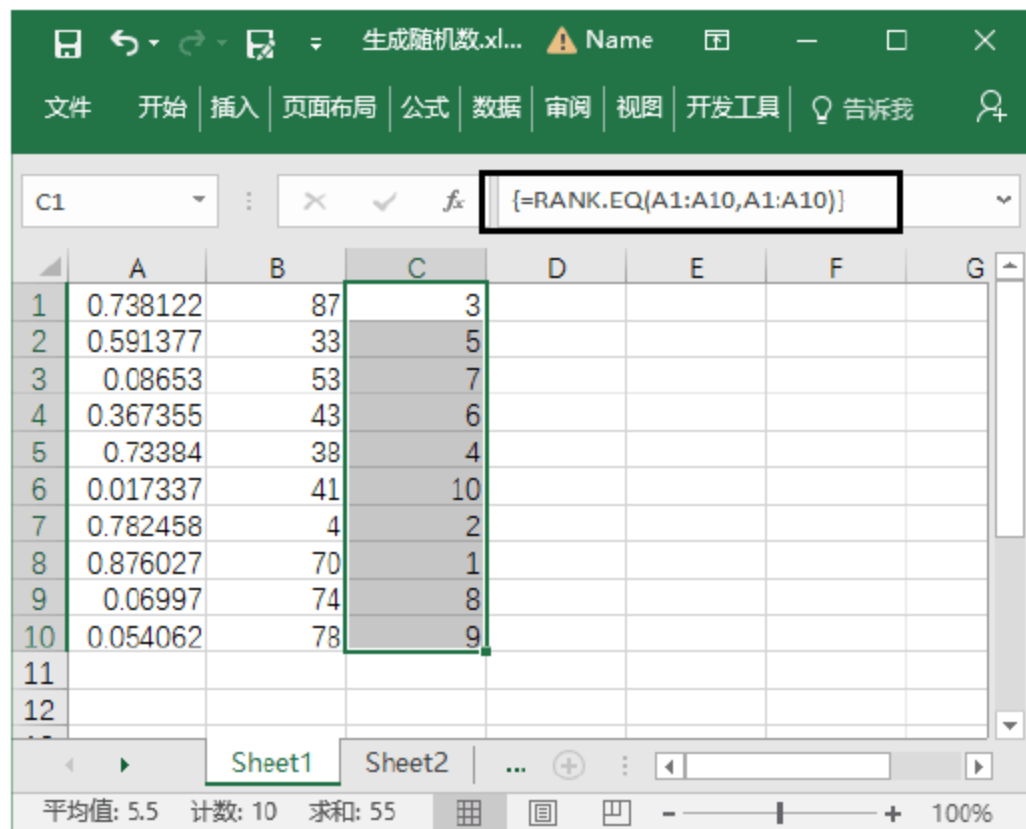 生成随机数.xl... Name
文件 开始 插入 页面布局 公式 数据 审阅 视图 开发工具 告诉我
C1 fx {=RANK.EQ(A1:A10,A1:A10)}
A B C D E F G
1 0.738122 87 3
2 0.591377 33 5
3 0.08653 53 7
4 0.367355 43 6
5 0.73384 38 4
6 0.017337 41 10
7 0.782458 4 2
8 0.876027 70 1
9 0.06997 74 8
10 0.054062 78 9
11
12
Sheet1 Sheet2 ...
平均值: 5.5 计数: 10 求和: 55 100%